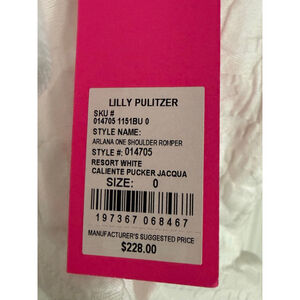 LILLY PULITZER
SKU #
014705 1151BU 0
STYLE NAME:
ARLANA ONE SHOULDER ROMPER
STYLE #: 014705
RESORT WHITE
CALIENTE PUCKER JACQUA
SIZE: 0
197367 068467
MANUFACTURER'S SUGGESTED PRICE
$228.00